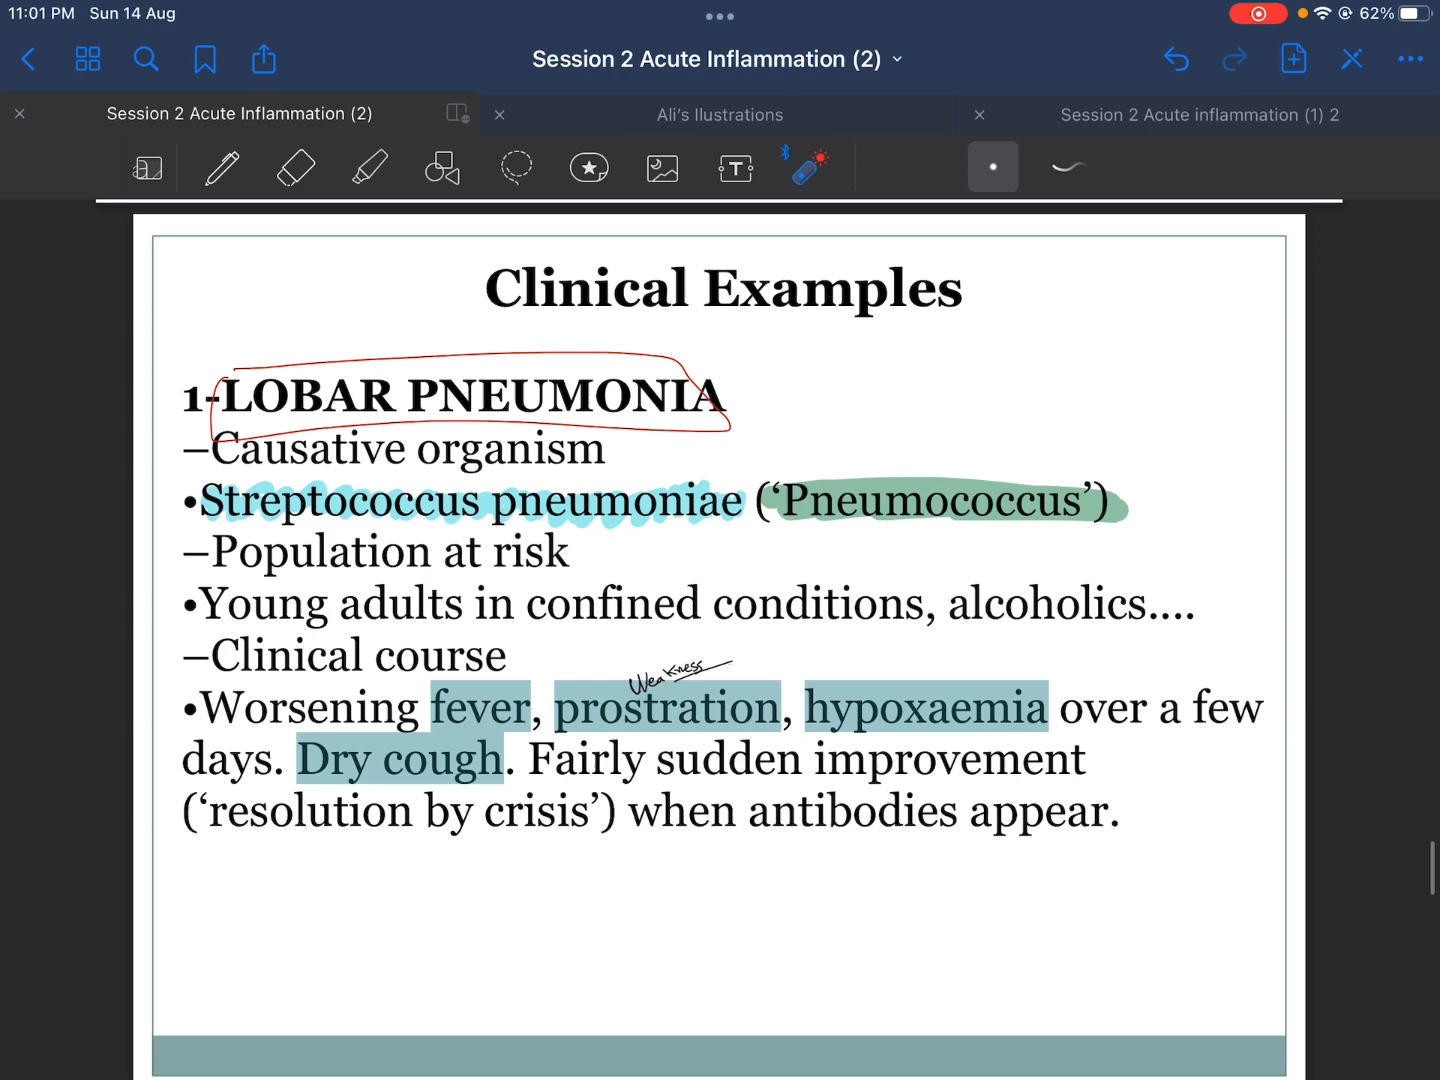 11:01 PM Sun 14 Aug
62%
Session 2 Acute Inflammation (2)
Session 2 Acute Inflammation (2)
Ali's Ilustrations
Session 2 Acute inflammation (1) 2
Clinical Examples
1-LOBAR PNEUMONIA
–Causative organism
•Streptococcus pneumoniae (‘Pneumococcus’)
–Population at risk
•Young adults in confined conditions, alcoholics....
–Clinical course
Weakness
•Worsening fever, prostration, hypoxaemia over a few
days. Dry cough. Fairly sudden improvement
(‘resolution by crisis’) when antibodies appear.